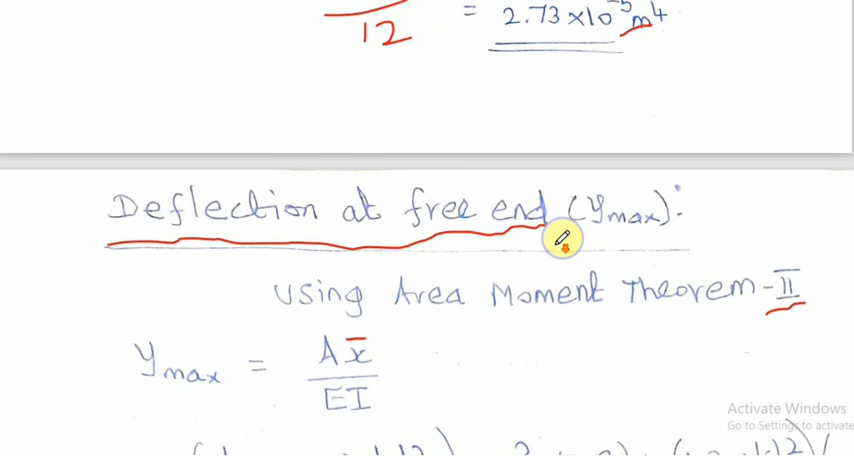 12 = 2.73 × 10⁻⁵ m⁴
Deflection at free end (ymax):
Using Area Moment Theorem - II
ymax = Ax̄ / EI
Activate Windows
Go to Settings to activate